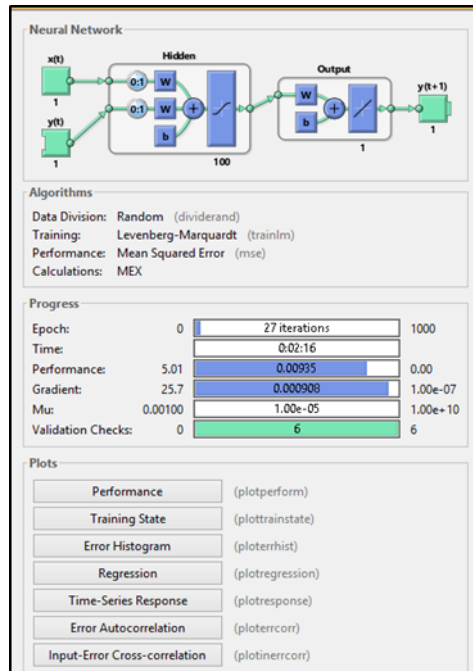 Neural Network
Hidden
x(t)
0:1
W
Output
y(t+1)
1
y(t)
0:1
W
W
b
b
1
1
1
100
Algorithms
Data Division: Random (dividerand)
Training: Levenberg-Marquardt (trainlm)
Performance: Mean Squared Error (mse)
Calculations: MEX
Progress
Epoch: 0 27 iterations 1000
Time: 0:02:16
Performance: 5.01 0.00935 0.00
Gradient: 25.7 0.000908 1.00e-07
Mu: 0.00100 1.00e-05 1.00e+10
Validation Checks: 0 6 6
Plots
Performance (plotperform)
Training State (plottrainstate)
Error Histogram (ploterrhist)
Regression (plotregression)
Time-Series Response (plotresponse)
Error Autocorrelation (ploterrcorr)
Input-Error Cross-correlation (plotinerrcorr)